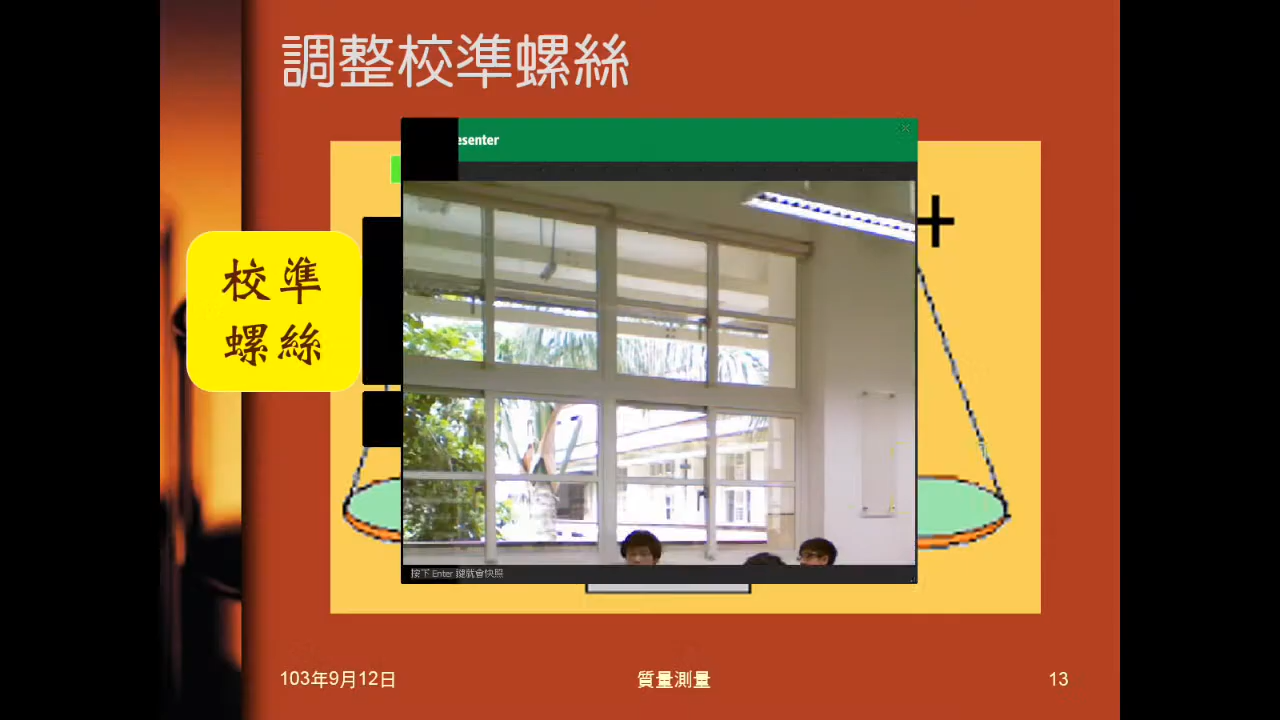 調整校準螺絲
esenter
+
校準
螺絲
按下 Enter 鍵就會快照
103年9月12日
質量測量
13